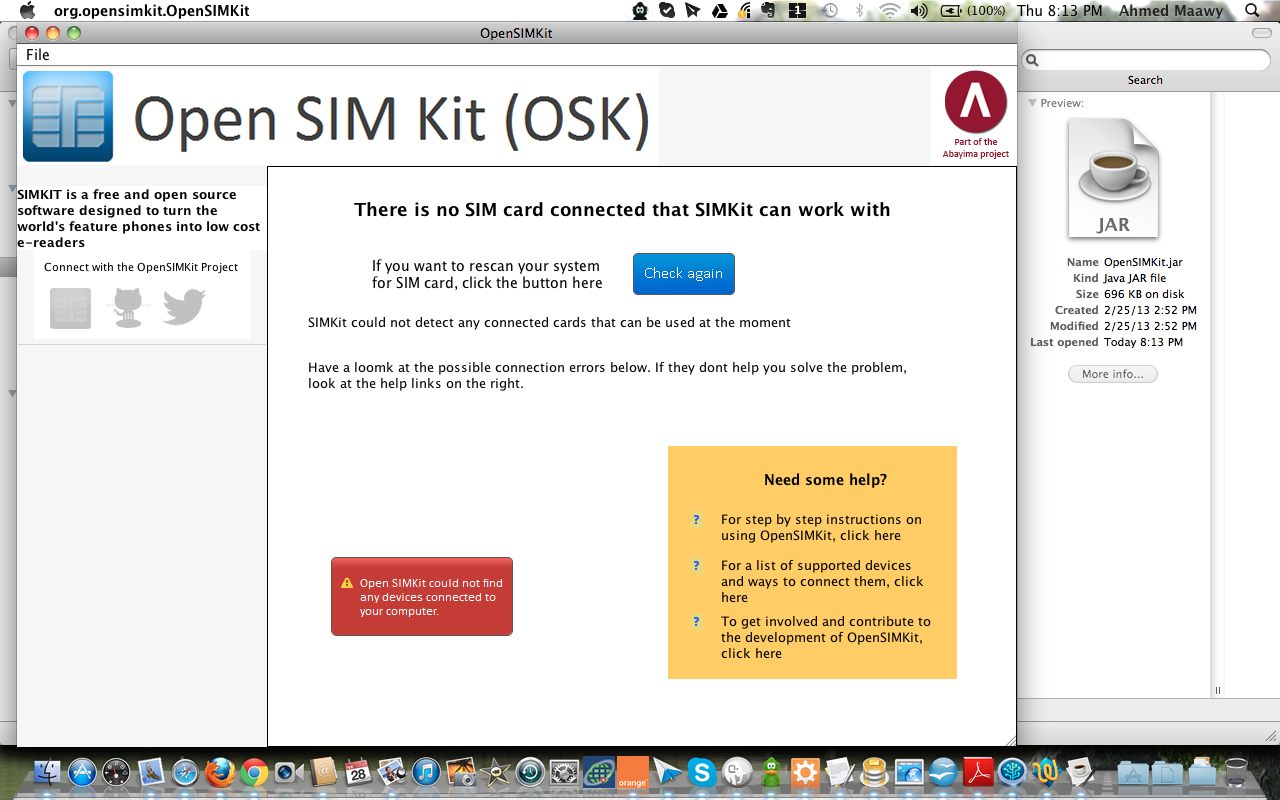 org.opensimkit.OpenSIMKit
1
(100%)
Thu 8:13 PM
Ahmed Maawy
OpenSIMKit
File
Open SIM Kit (OSK)
Part of the
Abayima project
SIMKIT is a free and open source
software designed to turn the
world's feature phones into low cost
e-readers
Connect with the OpenSIMKit Project
There is no SIM card connected that SIMKit can work with
If you want to rescan your system
for SIM card, click the button here
Check again
SIMKit could not detect any connected cards that can be used at the moment
Have a loomk at the possible connection errors below. If they dont help you solve the problem,
look at the help links on the right.
Open SIMKit could not find
any devices connected to
your computer.
Need some help?
? For step by step instructions on
using OpenSIMKit, click here
? For a list of supported devices
and ways to connect them, click
here
? To get involved and contribute to
the development of OpenSIMKit,
click here
Search
Preview:
JAR
Name OpenSIMKit.jar
Kind Java JAR file
Size 696 KB on disk
Created 2/25/13 2:52 PM
Modified 2/25/13 2:52 PM
Last opened Today 8:13 PM
More info...
28
orange